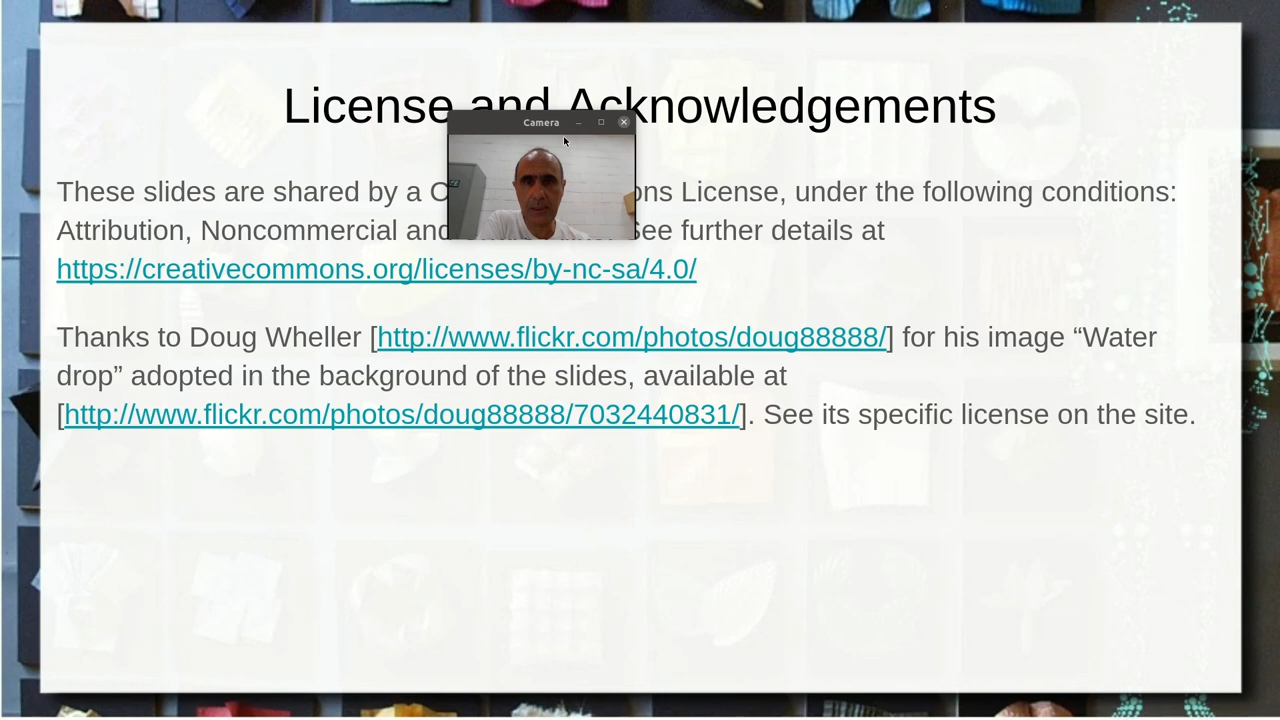 License and Acknowledgements
Camera
These slides are shared by a C ons License, under the following conditions:
Attribution, Noncommercial and See further details at
https://creativecommons.org/licenses/by-nc-sa/4.0/
Thanks to Doug Wheller [http://www.flickr.com/photos/doug88888/] for his image “Water
drop” adopted in the background of the slides, available at
[http://www.flickr.com/photos/doug88888/7032440831/]. See its specific license on the site.